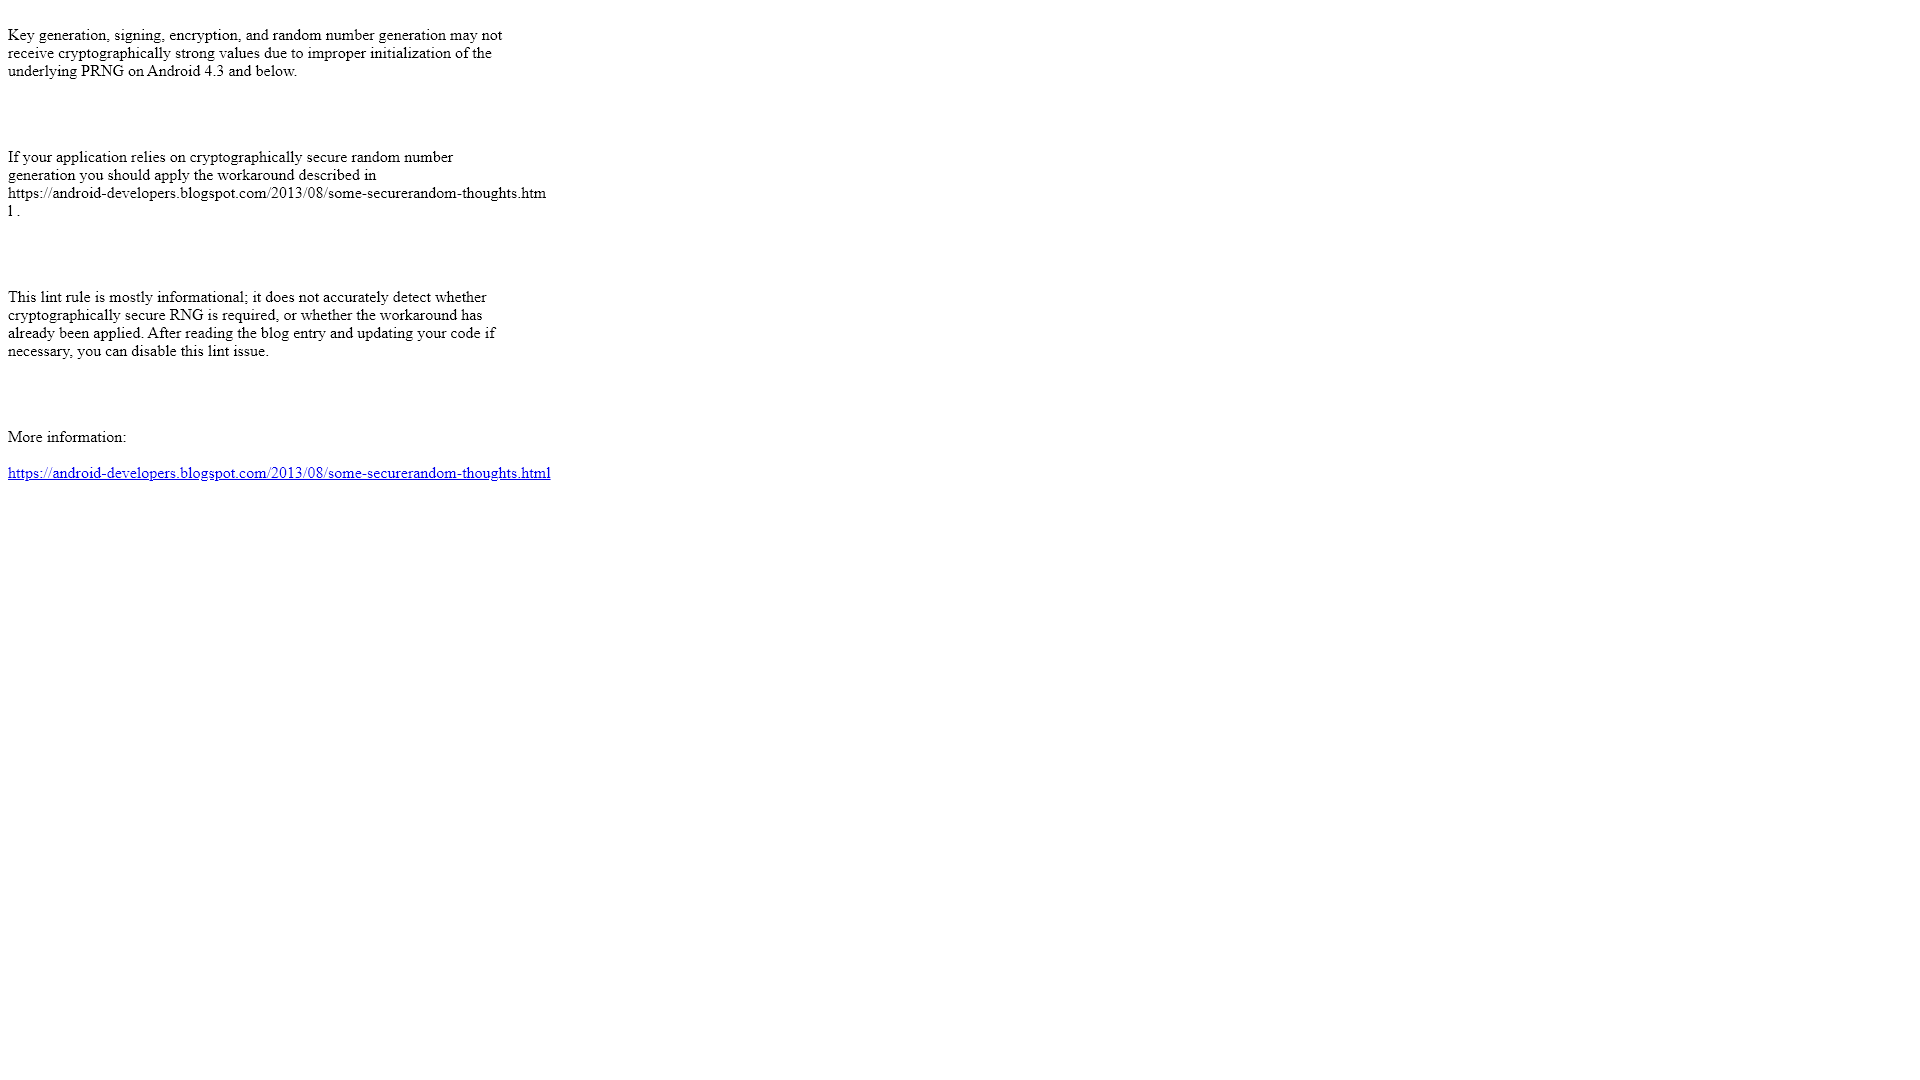 Key generation, signing, encryption, and random number generation may not
receive cryptographically strong values due to improper initialization of the
underlying PRNG on Android 4.3 and below.
If your application relies on cryptographically secure random number
generation you should apply the workaround described in
https://android-developers.blogspot.com/2013/08/some-securerandom-thoughts.htm
l .
This lint rule is mostly informational; it does not accurately detect whether
cryptographically secure RNG is required, or whether the workaround has
already been applied. After reading the blog entry and updating your code if
necessary, you can disable this lint issue.
More information:
https://android-developers.blogspot.com/2013/08/some-securerandom-thoughts.html